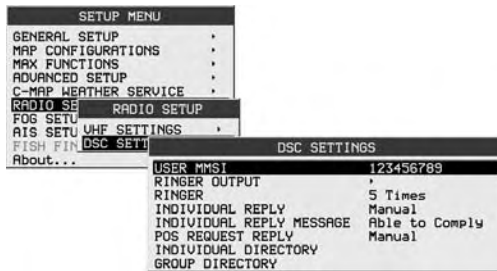 SETUP MENU
GENERAL SETUP
MAP CONFIGURATIONS
MAX FUNCTIONS
ADVANCED SETUP
C-MAP WEATHER SERVICE
RADIO SE
FOG SETU
AIS SETU
FISH FIN
About...
RADIO SETUP
VHF SETTINGS
DSC SETT
DSC SETTINGS
USER MMSI 123456789
RINGER OUTPUT
RINGER 5 Times
INDIVIDUAL REPLY Manual
INDIVIDUAL REPLY MESSAGE Able to Comply
POS REQUEST REPLY Manual
INDIVIDUAL DIRECTORY
GROUP DIRECTORY